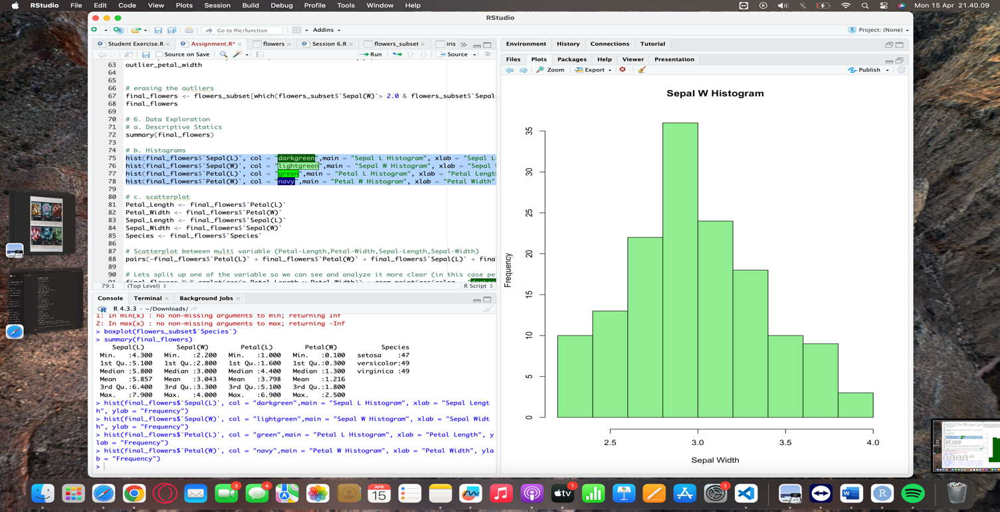 RStudio File Edit Code View Plots Session Build Debug Profile Tools Window Help Mon 15 Apr 21.40.09
RStudio
Go to file/function Addins Project: (None)
Student Exercise.R Assignment.R* flowers Session 6.R flowers_subset iris
Source on Save Run Source
63 outlier_petal_width
64
65
66 # erasing the outliers
67 final_flowers <- flowers_subset[which(flowers_subset$`Sepal(W)`> 2.0 & flowers_subset$`Sepal
68 final_flowers
69
70 # 6. Data Exploration
71 # a. Descriptive Statics
72 summary(final_flowers)
73
74 # b. Histograms
75 hist(final_flowers$`Sepal(L)`, col = "darkgreen",main = "Sepal L Histogram", xlab = "Sepal L
76 hist(final_flowers$`Sepal(W)`, col = "lightgreen",main = "Sepal W Histogram", xlab = "Sepal
77 hist(final_flowers$`Petal(L)`, col = "green",main = "Petal L Histogram", xlab = "Petal Lengt
78 hist(final_flowers$`Petal(W)`, col = "navy",main = "Petal W Histogram", xlab = "Petal Width"
79
80 # c. scatterplot
81 Petal_Length <- final_flowers$`Petal(L)`
82 Petal_Width <- final_flowers$`Petal(W)`
83 Sepal_Length <- final_flowers$`Sepal(L)`
84 Sepal_Width <- final_flowers$`Sepal(W)`
85 Species <- final_flowers$`Species`
86
87 # Scatterplot between multi variable (Petal-Length,Petal-Width,Sepal-Length,Sepal-Width)
88 pairs(~final_flowers$`Petal(L)` + final_flowers$`Petal(W)` + final_flowers$`Sepal(L)` + fina
89
90 # Lets split up one of the variable so we can see and analyze it more clear (in this case pe
79:1 (Top Level) R Script
Console Terminal Background Jobs
R 4.3.3 · ~/Downloads/
1: In min(x) : no non-missing arguments to min; returning Inf
2: In max(x) : no non-missing arguments to max; returning -Inf
> boxplot(flowers_subset$`Species`)
> summary(final_flowers)
Sepal(L) Sepal(W) Petal(L) Petal(W) Species
Min. :4.300 Min. :2.200 Min. :1.000 Min. :0.100 setosa :47
1st Qu.:5.100 1st Qu.:2.800 1st Qu.:1.600 1st Qu.:0.300 versicolor:49
Median :5.800 Median :3.000 Median :4.400 Median :1.300 virginica :49
Mean :5.857 Mean :3.043 Mean :3.798 Mean :1.216
3rd Qu.:6.400 3rd Qu.:3.300 3rd Qu.:5.100 3rd Qu.:1.800
Max. :7.900 Max. :4.000 Max. :6.900 Max. :2.500
> hist(final_flowers$`Sepal(L)`, col = "darkgreen",main = "Sepal L Histogram", xlab = "Sepal Lengt
h", ylab = "Frequency")
> hist(final_flowers$`Sepal(W)`, col = "lightgreen",main = "Sepal W Histogram", xlab = "Sepal Widt
h", ylab = "Frequency")
> hist(final_flowers$`Petal(L)`, col = "green",main = "Petal L Histogram", xlab = "Petal Length", y
lab = "Frequency")
> hist(final_flowers$`Petal(W)`, col = "navy",main = "Petal W Histogram", xlab = "Petal Width", yla
b = "Frequency")
>
Environment History Connections Tutorial
Files Plots Packages Help Viewer Presentation
Zoom Export Publish
Sepal W Histogram
Frequency
35
30
25
20
15
10
5
0
2.5 3.0 3.5 4.0
Sepal Width
3 4 APR 15 tv 1 1 W R